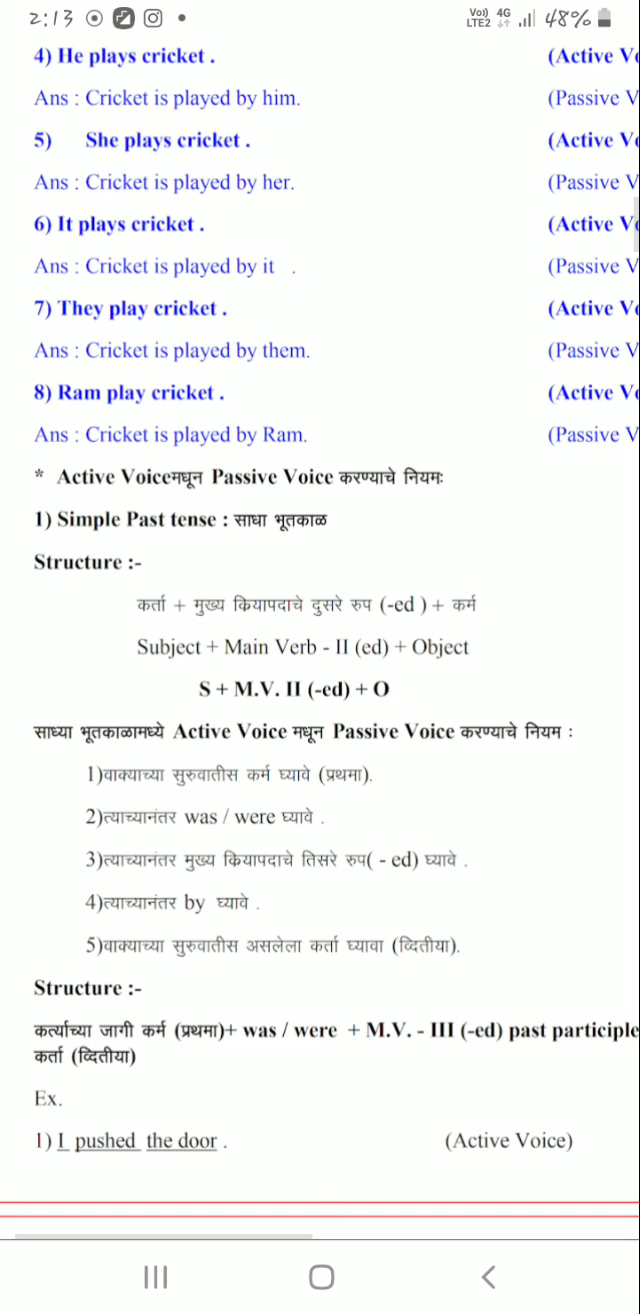 2:13
Vo)) 4G
LTE2
48%
4) He plays cricket . (Active V
Ans : Cricket is played by him. (Passive V
5) She plays cricket . (Active V
Ans : Cricket is played by her. (Passive V
6) It plays cricket . (Active V
Ans : Cricket is played by it . (Passive V
7) They play cricket . (Active V
Ans : Cricket is played by them. (Passive V
8) Ram play cricket . (Active V
Ans : Cricket is played by Ram. (Passive V
* Active Voiceमधून Passive Voice करण्याचे नियमः
1) Simple Past tense : साधा भूतकाळ
Structure :-
कर्ता + मुख्य कियापदाचे दुसरे रुप (-ed ) + कर्म
Subject + Main Verb - II (ed) + Object
S + M.V. II (-ed) + O
साध्या भूतकाळामध्ये Active Voice मधून Passive Voice करण्याचे नियम :
1)वाक्याच्या सुरुवातीस कर्म घ्यावे (प्रथमा).
2)त्याच्यानंतर was / were घ्यावे .
3)त्याच्यानंतर मुख्य कियापदाचे तिसरे रुप( - ed) घ्यावे .
4)त्याच्यानंतर by घ्यावे .
5)वाक्याच्या सुरुवातीस असलेला कर्ता घ्यावा (व्दितीया).
Structure :-
कर्त्याच्या जागी कर्म (प्रथमा)+ was / were + M.V. - III (-ed) past participle
कर्ता (व्दितीया)
Ex.
1) I pushed the door . (Active Voice)